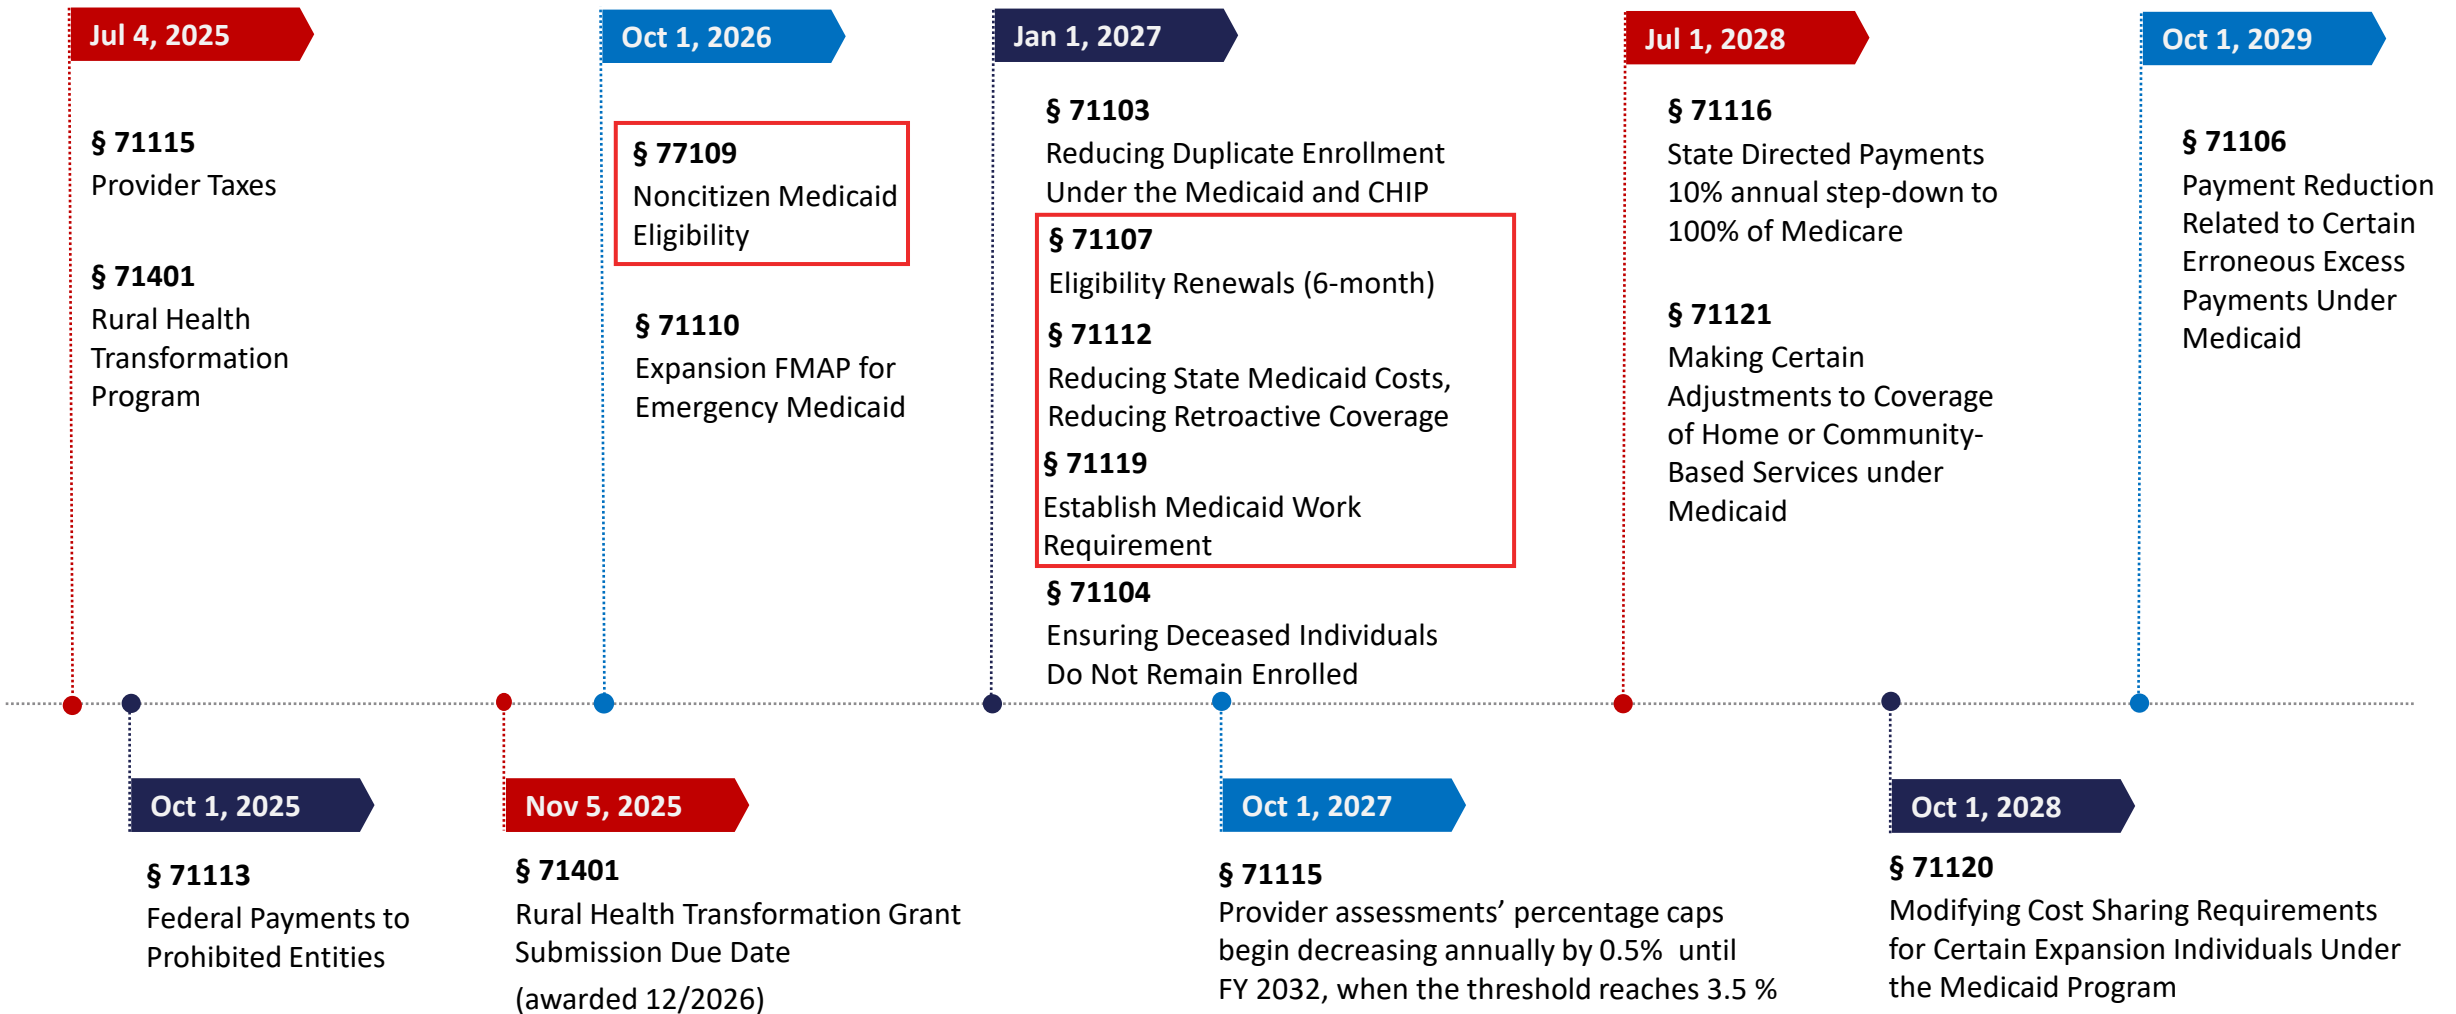 Jul 4, 2025
§ 71115
Provider Taxes
§ 71401
Rural Health
Transformation
Program
Oct 1, 2026
§ 77109
Noncitizen Medicaid
Eligibility
§ 71110
Expansion FMAP for
Emergency Medicaid
Jan 1, 2027
§ 71103
Reducing Duplicate Enrollment
Under the Medicaid and CHIP
§ 71107
Eligibility Renewals (6-month)
§ 71112
Reducing State Medicaid Costs,
Reducing Retroactive Coverage
§ 71119
Establish Medicaid Work
Requirement
§ 71104
Ensuring Deceased Individuals
Do Not Remain Enrolled
Jul 1, 2028
§ 71116
State Directed Payments
10% annual step-down to
100% of Medicare
§ 71121
Making Certain
Adjustments to Coverage
of Home or Community-
Based Services under
Medicaid
Oct 1, 2029
§ 71106
Payment Reduction
Related to Certain
Erroneous Excess
Payments Under
Medicaid
Oct 1, 2025
§ 71113
Federal Payments to
Prohibited Entities
Nov 5, 2025
§ 71401
Rural Health Transformation Grant
Submission Due Date
(awarded 12/2026)
Oct 1, 2027
§ 71115
Provider assessments’ percentage caps
begin decreasing annually by 0.5%  until
FY 2032, when the threshold reaches 3.5 %
Oct 1, 2028
§ 71120
Modifying Cost Sharing Requirements
for Certain Expansion Individuals Under
the Medicaid Program